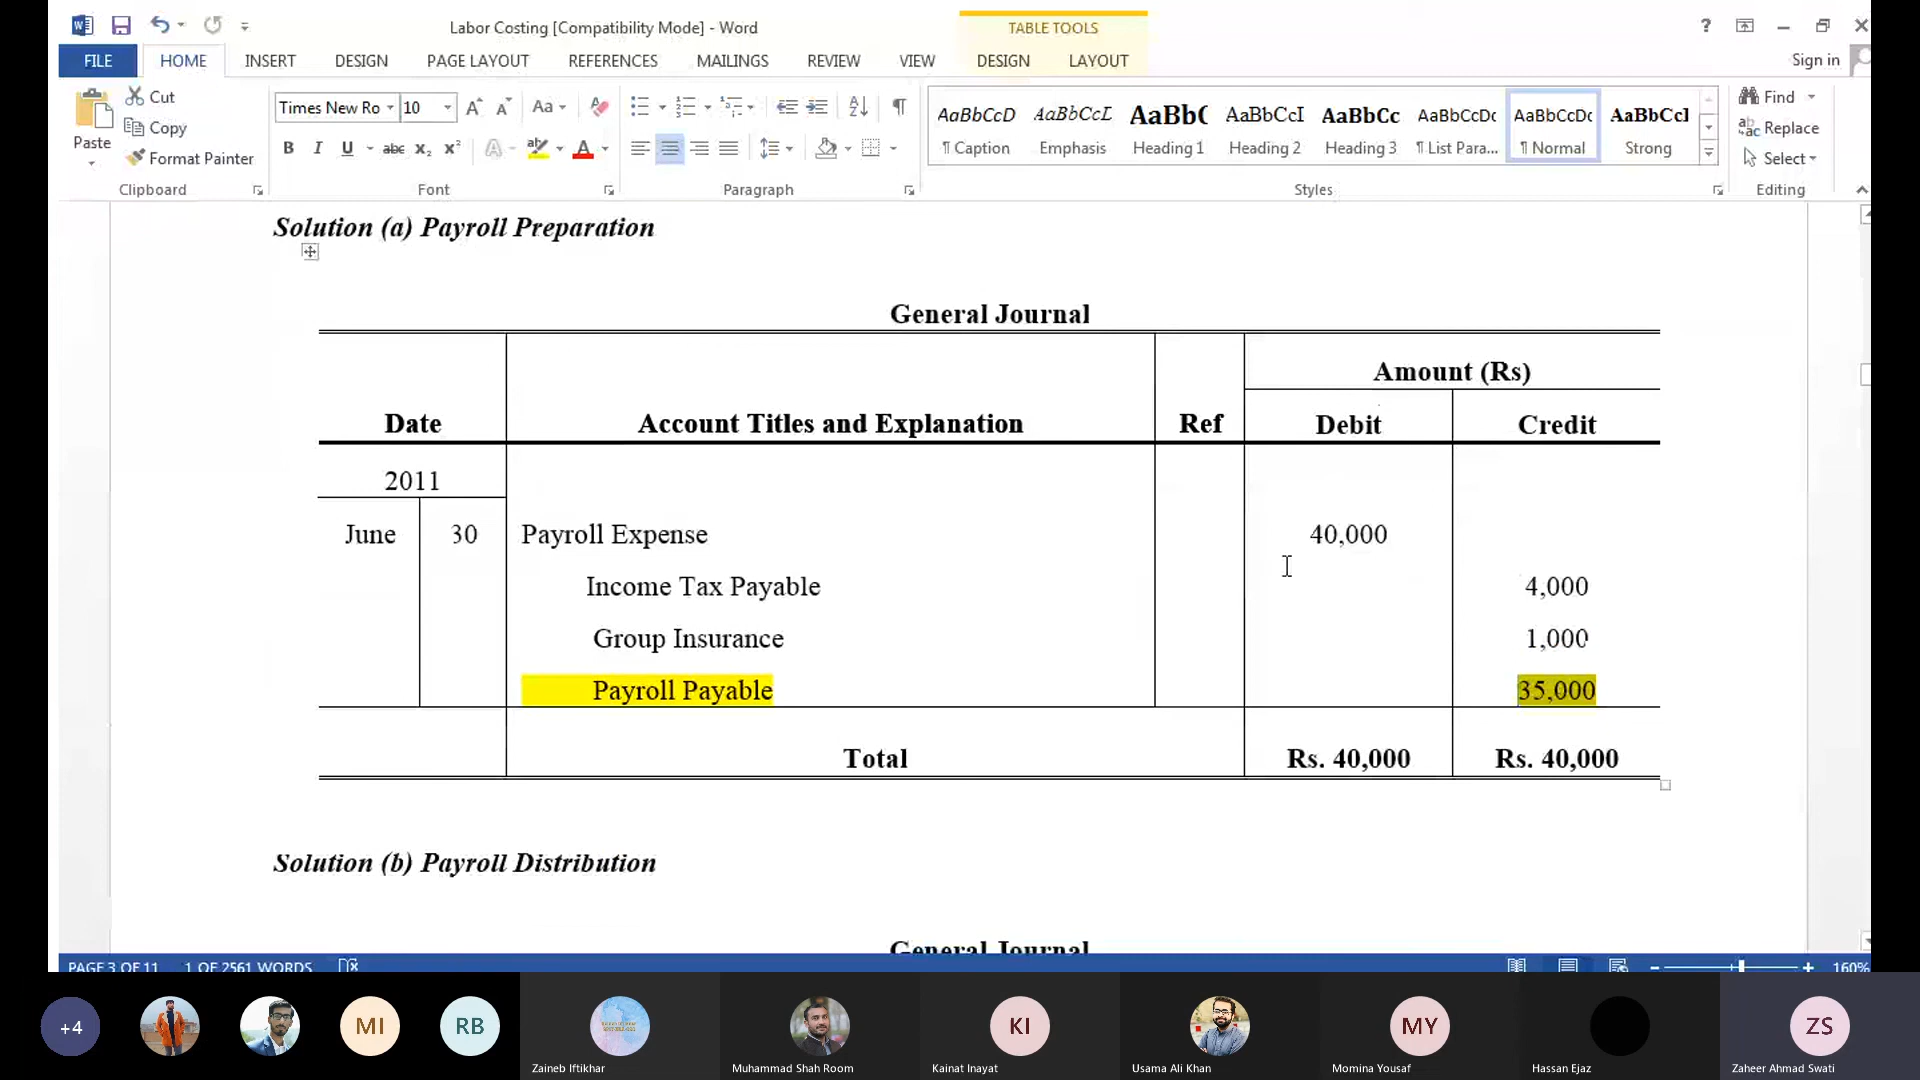 Labor Costing [Compatibility Mode] - Word
TABLE TOOLS
?
FILE HOME INSERT DESIGN PAGE LAYOUT REFERENCES MAILINGS REVIEW VIEW DESIGN LAYOUT Sign in
Paste
Cut
Copy
Format Painter
Clipboard
Times New Ro 10
Aa
B I U abc x₂ x² A A
Font
Paragraph
AaBbCcD AaBbCcL AaBbC AaBbCcI AaBbCc AaBbCcDc AaBbCcDc AaBbCcI
¶ Caption Emphasis Heading 1 Heading 2 Heading 3 ¶ List Para... ¶ Normal Strong
Styles
Find
Replace
Select
Editing
Solution (a) Payroll Preparation
General Journal
Date Account Titles and Explanation Ref Amount (Rs)
Debit Credit
2011
June 30 Payroll Expense 40,000
Income Tax Payable 4,000
Group Insurance 1,000
Payroll Payable 35,000
Total Rs. 40,000 Rs. 40,000
Solution (b) Payroll Distribution
General Journal
PAGE 3 OF 11 1 OF 2561 WORDS 160%
+4 MI RB KI MY ZS
Zaineb Iftikhar Muhammad Shah Room Kainat Inayat Usama Ali Khan Momina Yousaf Hassan Ejaz Zaheer Ahmad Swati